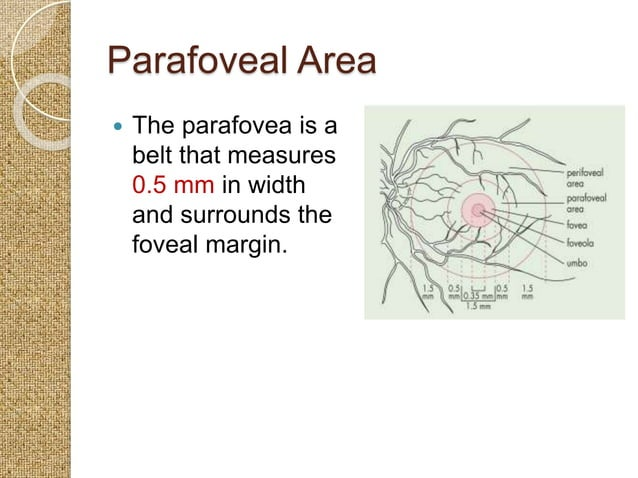 Parafoveal Area
• The parafovea is a
belt that measures
0.5 mm in width
and surrounds the
foveal margin.
perifoveal
area
parafoveal
area
fovea
foveola
umbo
1.5 0.5 0.5 1.5
mm mm 0.35 mm mm mm
1.5 mm